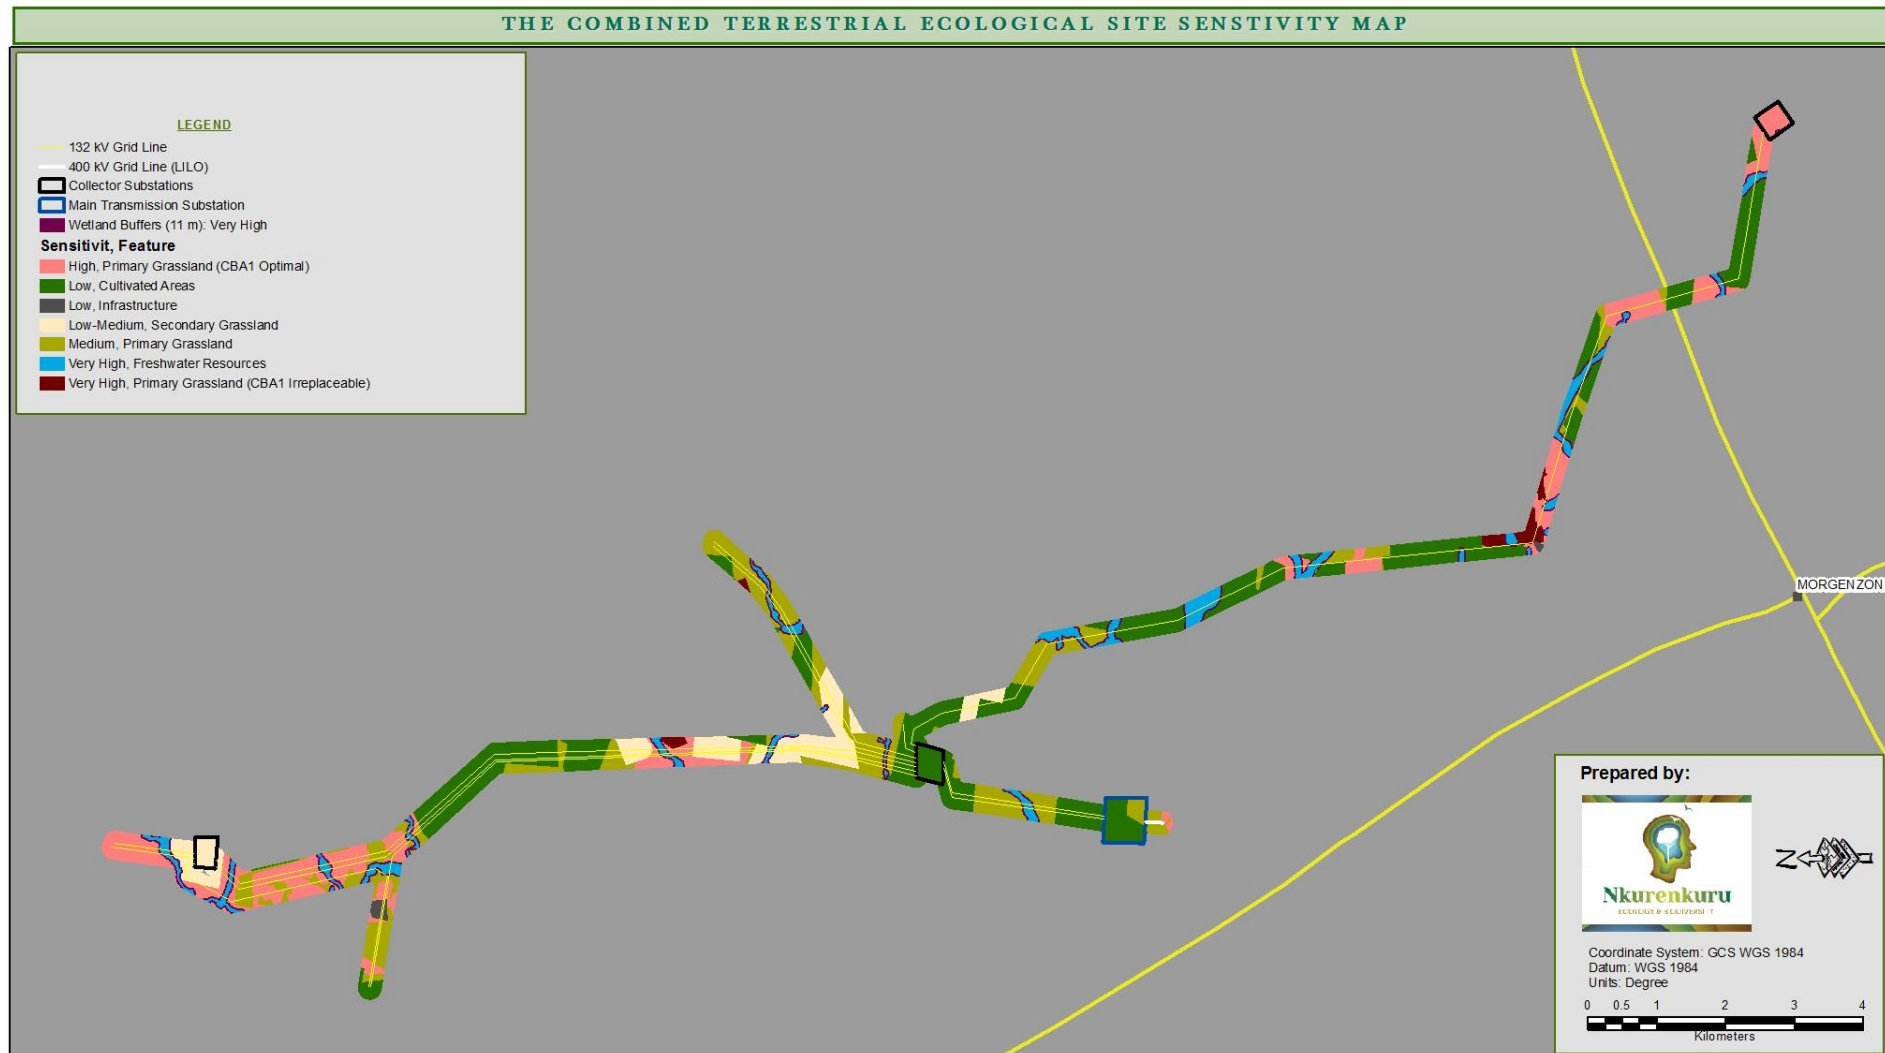 THE COMBINED TERRESTRIAL ECOLOGICAL SITE SENSTIVITY MAP
LEGEND
132 kV Grid Line
400 kV Grid Line (LILO)
Collector Substations
Main Transmission Substation
Wetland Buffers (11 m): Very High
Sensitivit, Feature
High, Primary Grassland (CBA1 Optimal)
Low, Cultivated Areas
Low, Infrastructure
Low-Medium, Secondary Grassland
Medium, Primary Grassland
Very High, Freshwater Resources
Very High, Primary Grassland (CBA1 Irreplaceable)
MORGENZON
Prepared by:
Nkurenkuru
ECOLOGY & BIODIVERSITY
N
Coordinate System: GCS WGS 1984
Datum: WGS 1984
Units: Degree
0 0.5 1 2 3 4
Kilometers